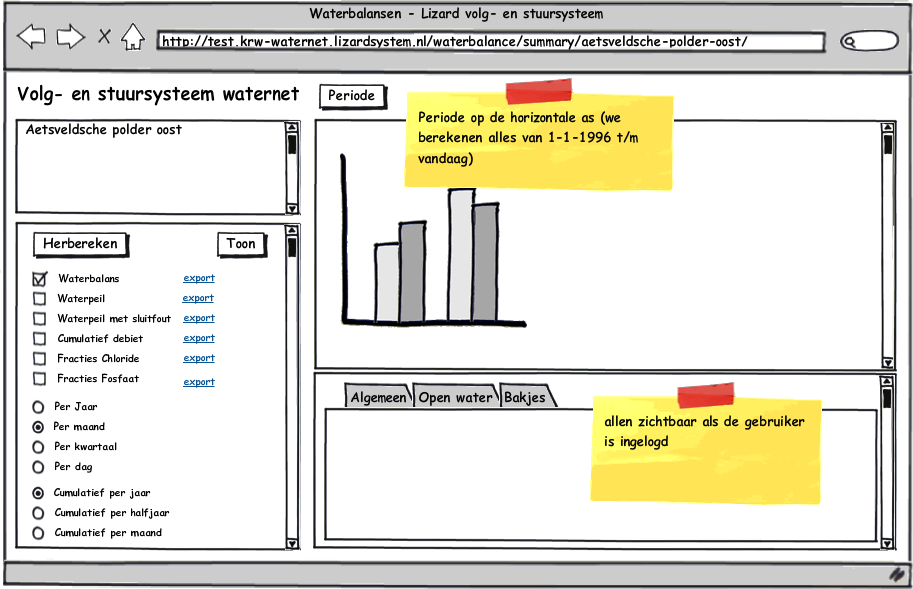 Waterbalansen - Lizard volg- en stuursysteem
http://test.krw-waternet.lizardsystem.nl/waterbalance/summary/aetsveldsche-polder-oost/
Volg- en stuursysteem waternet
Periode
Aetsveldsche polder oost
Periode op de horizontale as (we
berekenen alles van 1-1-1996 t/m
vandaag)
Herbereken
Toon
Waterbalans export
Waterpeil export
Waterpeil met sluitfout export
Cumulatief debiet export
Fracties Chloride export
Fracties Fosfaat export
Per Jaar
Per maand
Per kwartaal
Per dag
Cumulatief per jaar
Cumulatief per halfjaar
Cumulatief per maand
Algemeen Open water Bakjes
allen zichtbaar als de gebruiker
is ingelogd